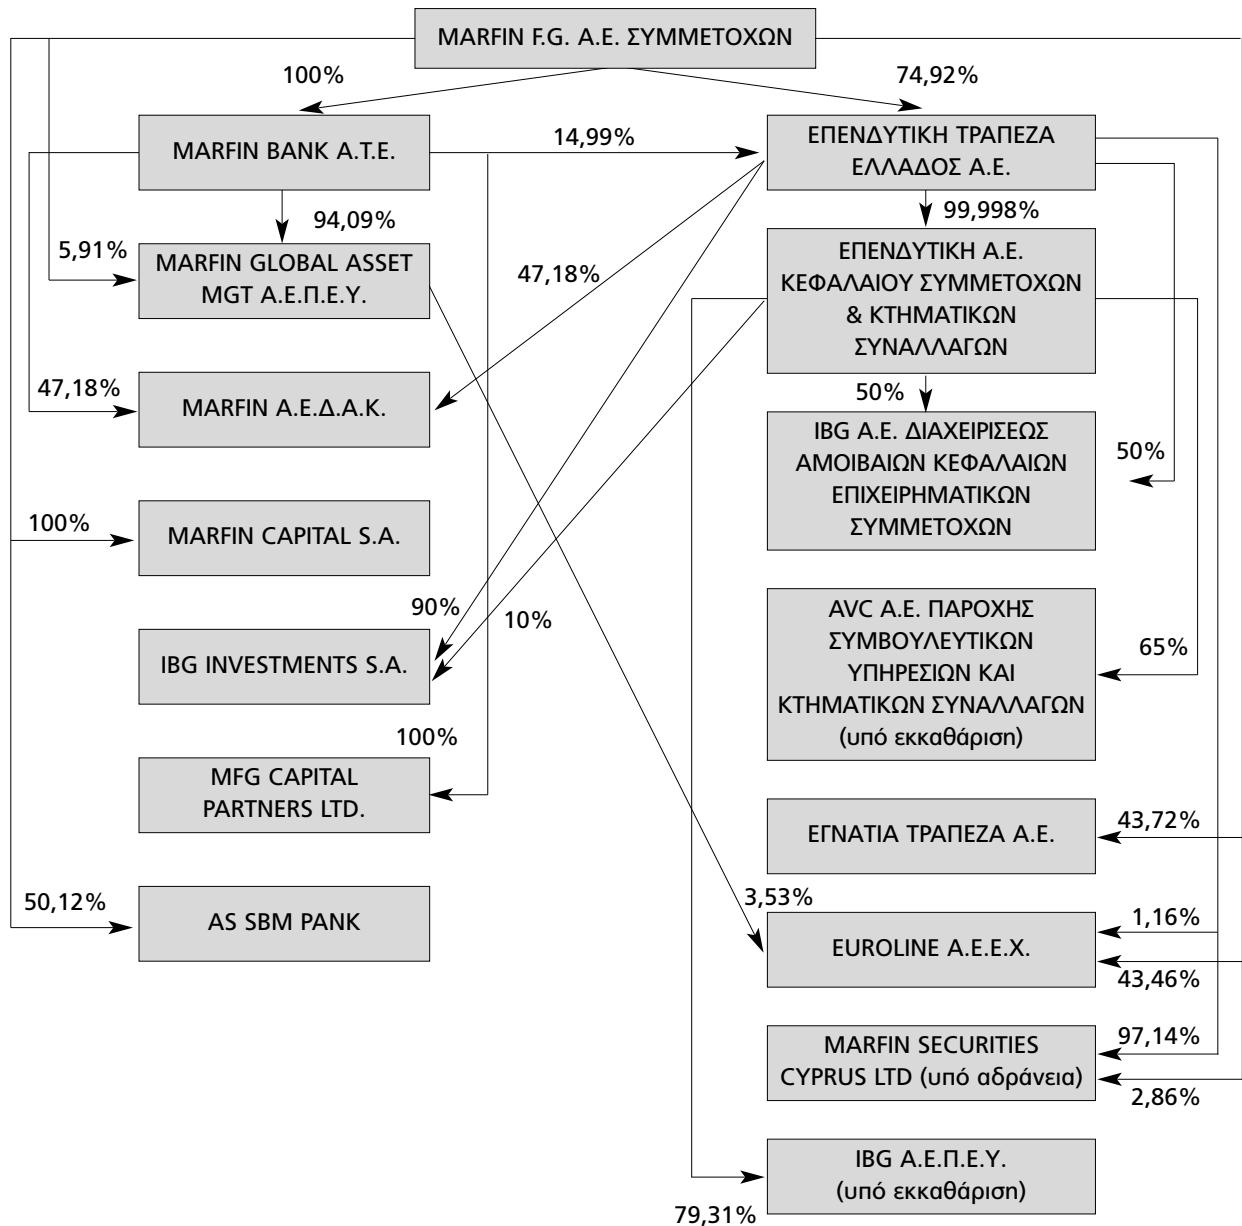 MARFIN F.G. A.E. ΣΥΜΜΕΤΟΧΩΝ
100%
74,92%
MARFIN BANK A.T.E.
14,99%
ΕΠΕΝΔΥΤΙΚΗ ΤΡΑΠΕΖΑ
ΕΛΛΑΔΟΣ Α.Ε.
94,09%
99,998%
5,91%
MARFIN GLOBAL ASSET
MGT Α.Ε.Π.Ε.Υ.
47,18%
ΕΠΕΝΔΥΤΙΚΗ Α.Ε.
ΚΕΦΑΛΑΙΟΥ ΣΥΜΜΕΤΟΧΩΝ
& ΚΤΗΜΑΤΙΚΩΝ
ΣΥΝΑΛΛΑΓΩΝ
47,18%
MARFIN Α.Ε.Δ.Α.Κ.
50%
IBG Α.Ε. ΔΙΑΧΕΙΡΙΣΕΩΣ
ΑΜΟΙΒΑΙΩΝ ΚΕΦΑΛΑΙΩΝ
ΕΠΙΧΕΙΡΗΜΑΤΙΚΩΝ
ΣΥΜΜΕΤΟΧΩΝ
50%
100%
MARFIN CAPITAL S.A.
90%
10%
IBG INVESTMENTS S.A.
AVC Α.Ε. ΠΑΡΟΧΗΣ
ΣΥΜΒΟΥΛΕΥΤΙΚΩΝ
ΥΠΗΡΕΣΙΩΝ ΚΑΙ
ΚΤΗΜΑΤΙΚΩΝ ΣΥΝΑΛΛΑΓΩΝ
(υπό εκκαθάριση)
65%
100%
MFG CAPITAL
PARTNERS LTD.
ΕΓΝΑΤΙΑ ΤΡΑΠΕΖΑ Α.Ε.
43,72%
50,12%
AS SBM PANK
3,53%
EUROLINE Α.Ε.Ε.Χ.
1,16%
43,46%
MARFIN SECURITIES
CYPRUS LTD (υπό αδράνεια)
97,14%
2,86%
IBG Α.Ε.Π.Ε.Υ.
(υπό εκκαθάριση)
79,31%